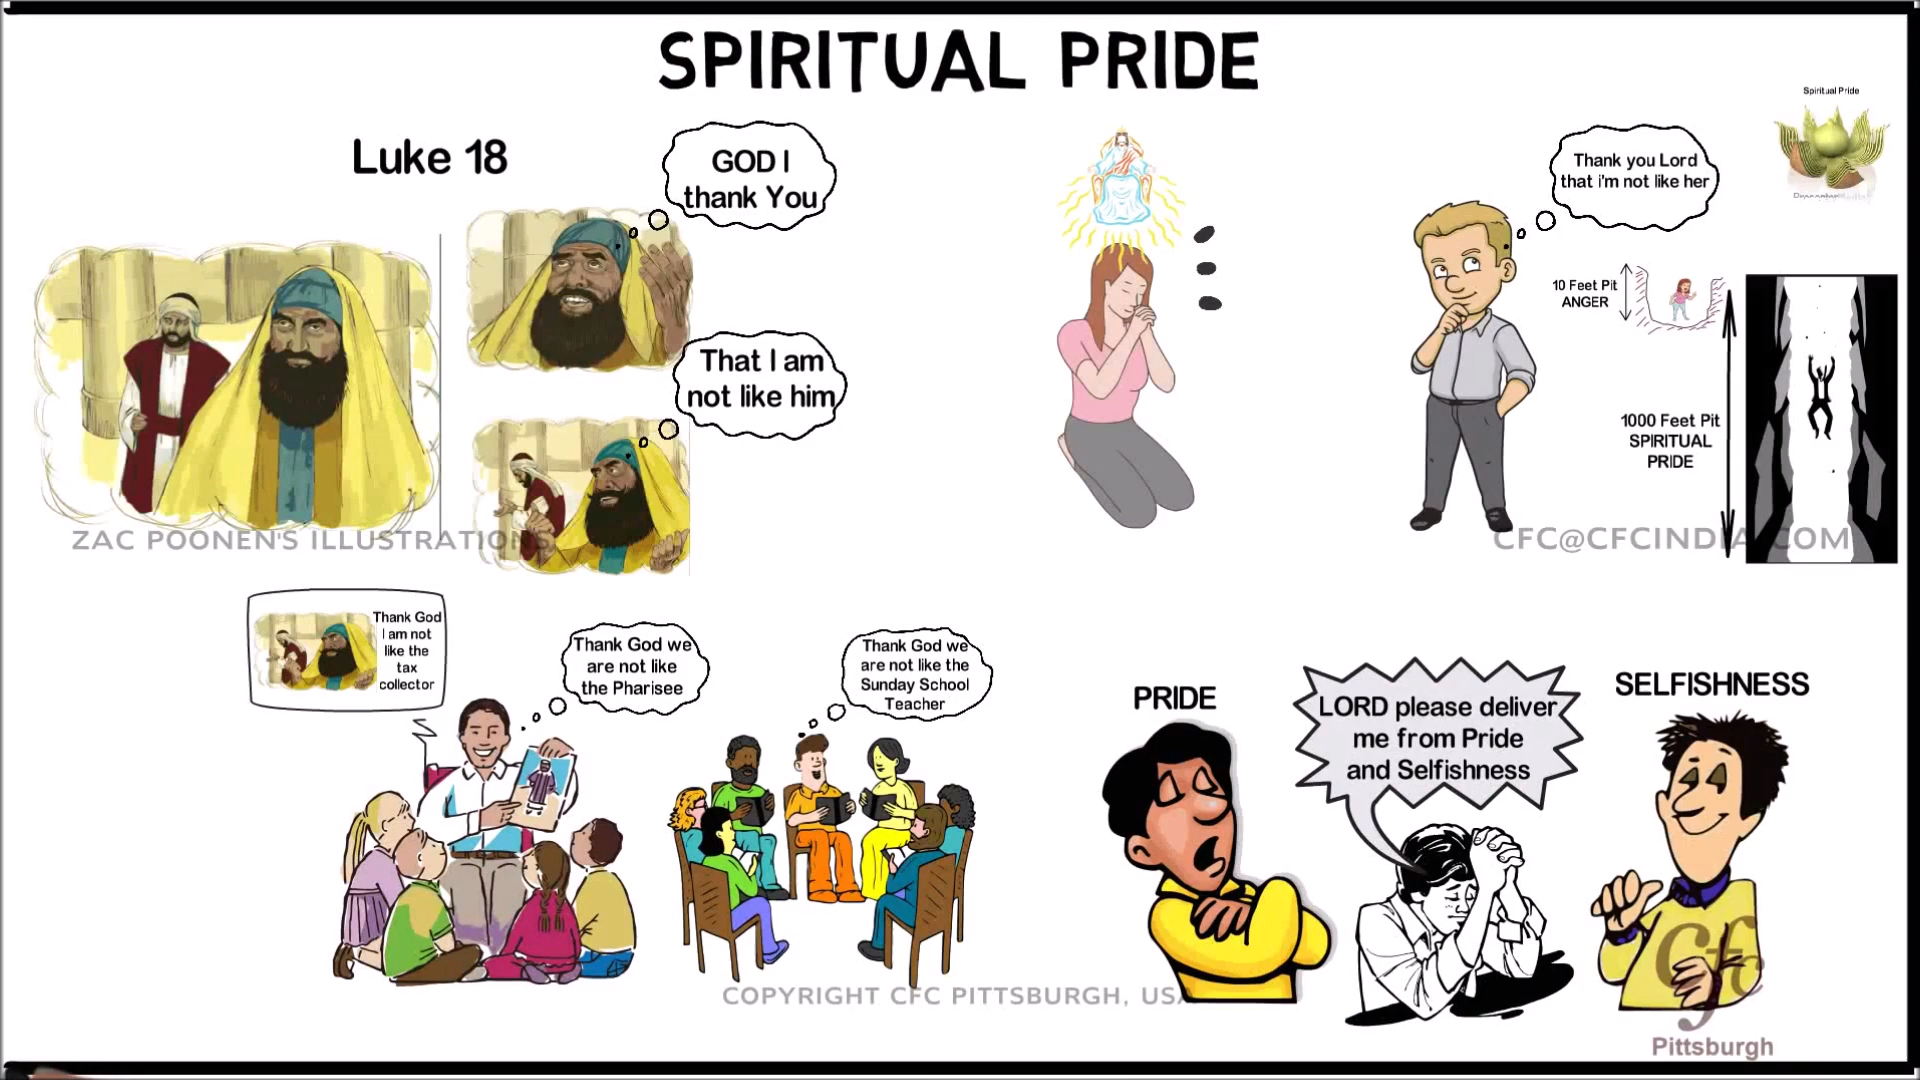 SPIRITUAL PRIDE
Spiritual Pride
Luke 18
GOD I
thank You
Thank you Lord
that i'm not like her
10 Feet Pit
ANGER
That I am
not like him
1000 Feet Pit
SPIRITUAL
PRIDE
ZAC POONEN'S ILLUSTRATIONS
CFC@CFCINDIA.COM
Thank God
I am not
like the
tax
collector
Thank God we
are not like
the Pharisee
Thank God we
are not like the
Sunday School
Teacher
PRIDE
LORD please deliver
me from Pride
and Selfishness
SELFISHNESS
COPYRIGHT CFC PITTSBURGH, USA
cfc
Pittsburgh